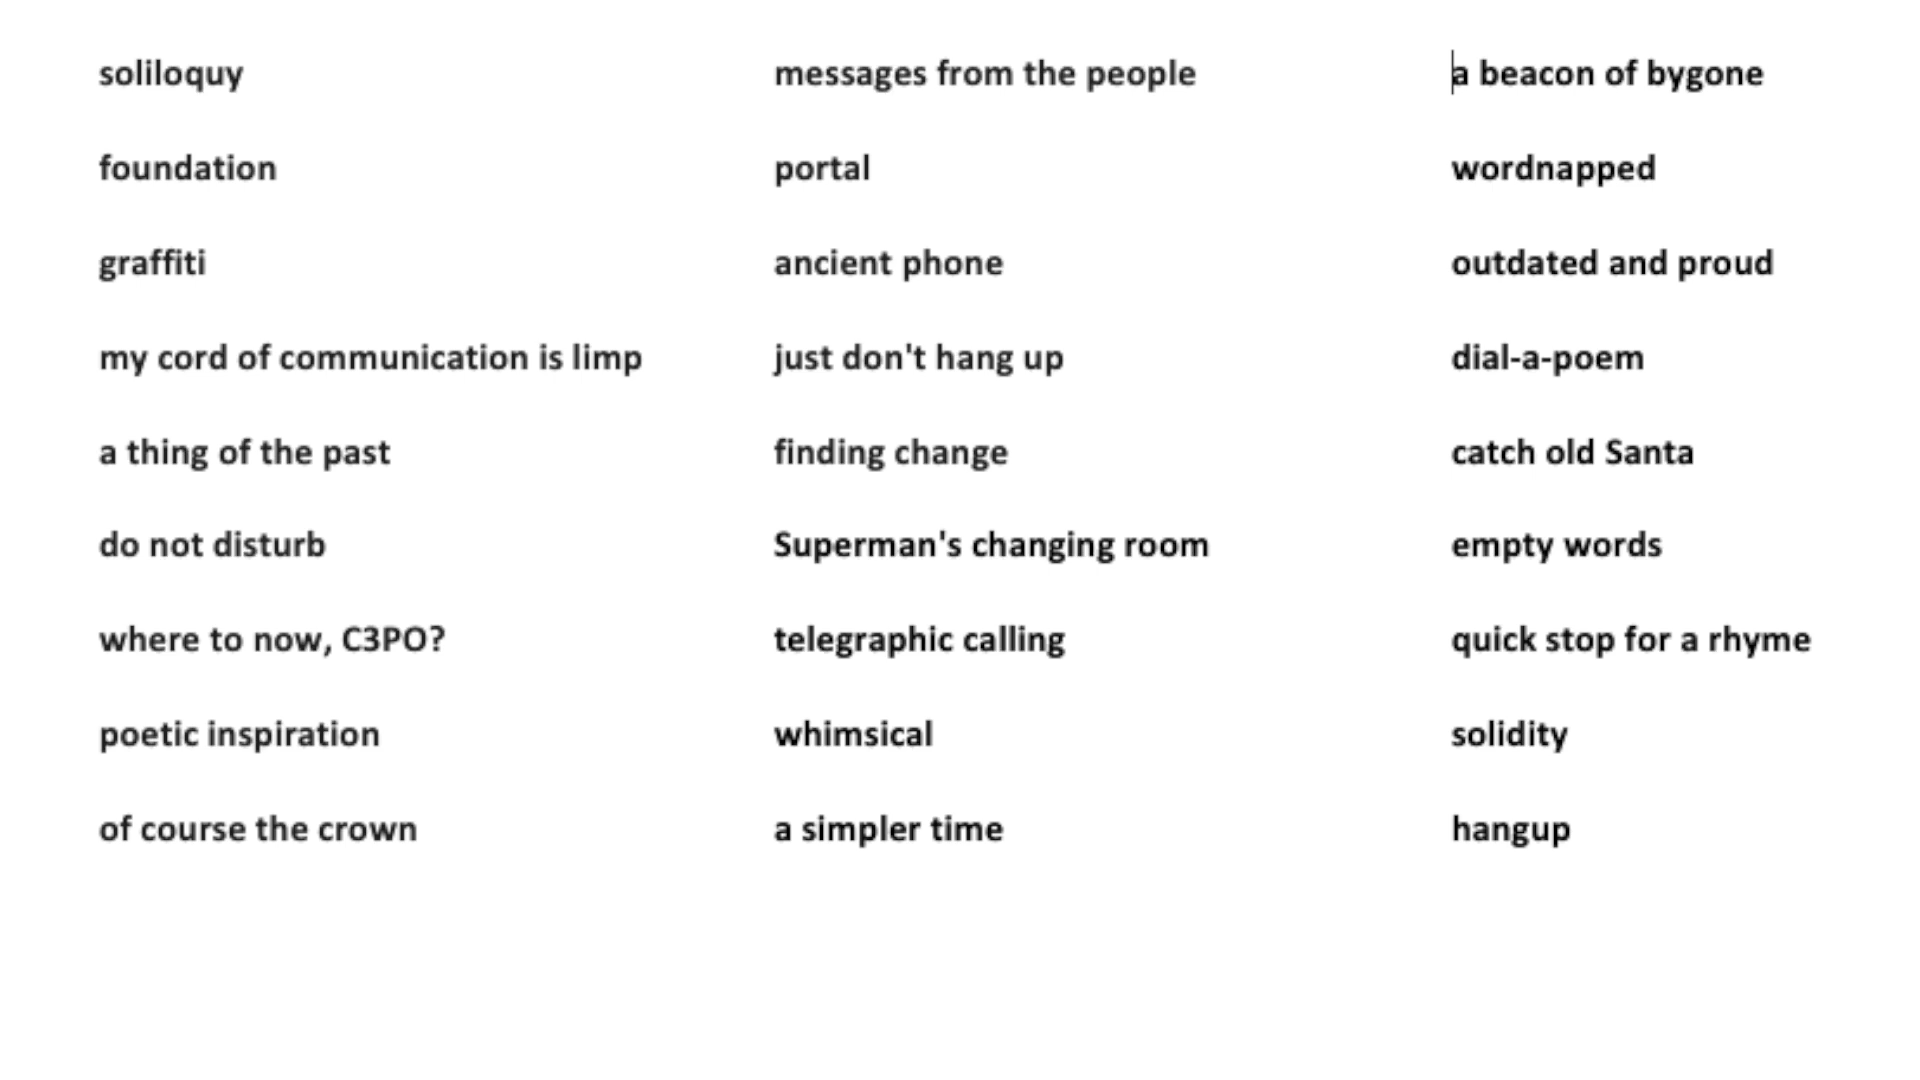 soliloquy
foundation
graffiti
my cord of communication is limp
a thing of the past
do not disturb
where to now, C3PO?
poetic inspiration
of course the crown
messages from the people
portal
ancient phone
just don't hang up
finding change
Superman's changing room
telegraphic calling
whimsical
a simpler time
a beacon of bygone
wordnapped
outdated and proud
dial-a-poem
catch old Santa
empty words
quick stop for a rhyme
solidity
hangup